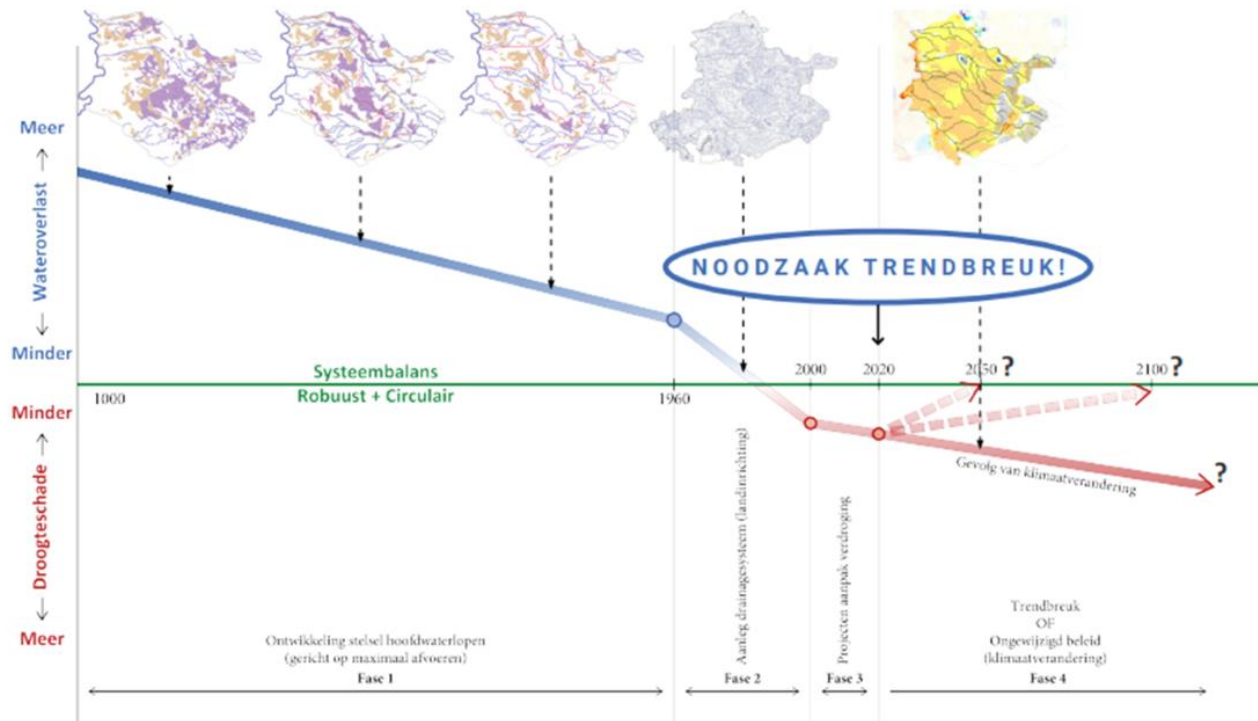 Meer
Wateroverlast
Minder
NOODZAAK TRENDBREUK!
Systeembalans
Robuust + Circulair
1000
1960
2000
2020
2050
?
2100
?
Minder
Droogteschade
Meer
Gevolg van klimaatverandering
?
Ontwikkeling stelsel hoofdwaterlopen
(gericht op maximaal afvoeren)
Fase 1
Aanleg drainagesysteem (landinrichting)
Fase 2
Projecten aanpak verdroging
Fase 3
Trendbreuk
OF
Ongewijzigd beleid
(klimaatverandering)
Fase 4